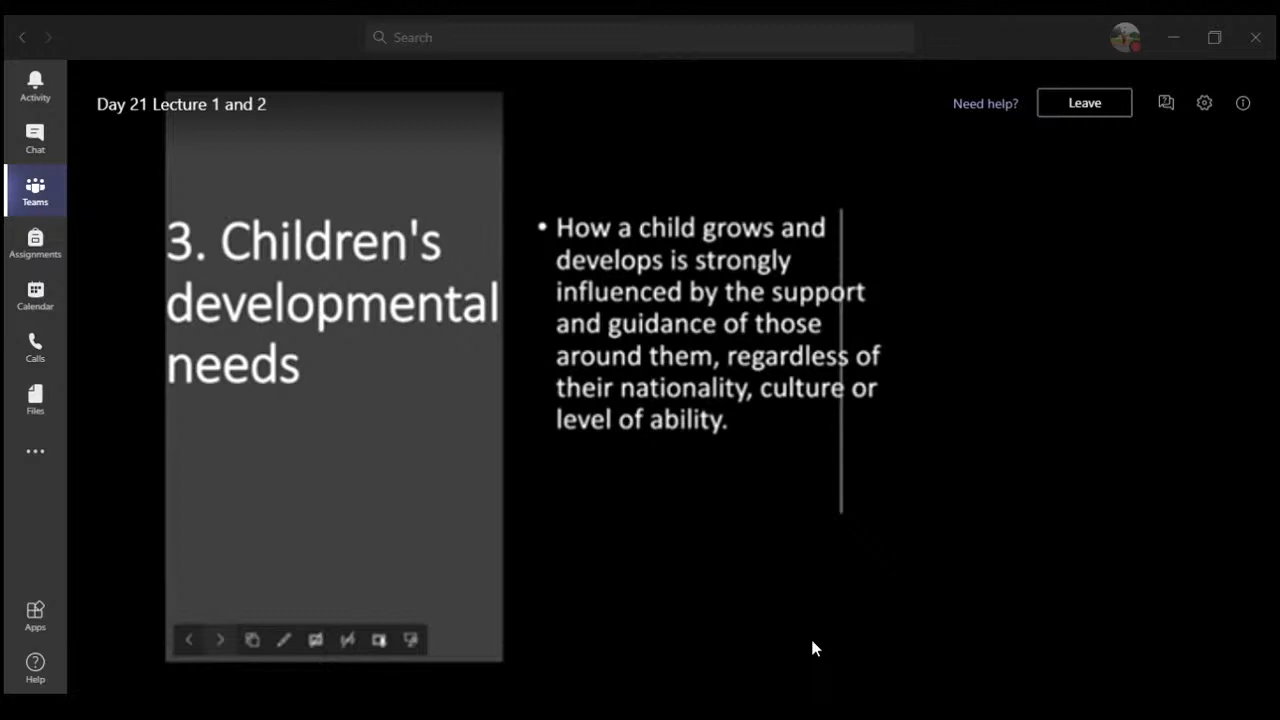 Search
Activity
Chat
Teams
Assignments
Calendar
Calls
Files
Apps
Help
Day 21 Lecture 1 and 2
Need help?
Leave
3. Children's
developmental
needs
• How a child grows and
develops is strongly
influenced by the support
and guidance of those
around them, regardless of
their nationality, culture or
level of ability.